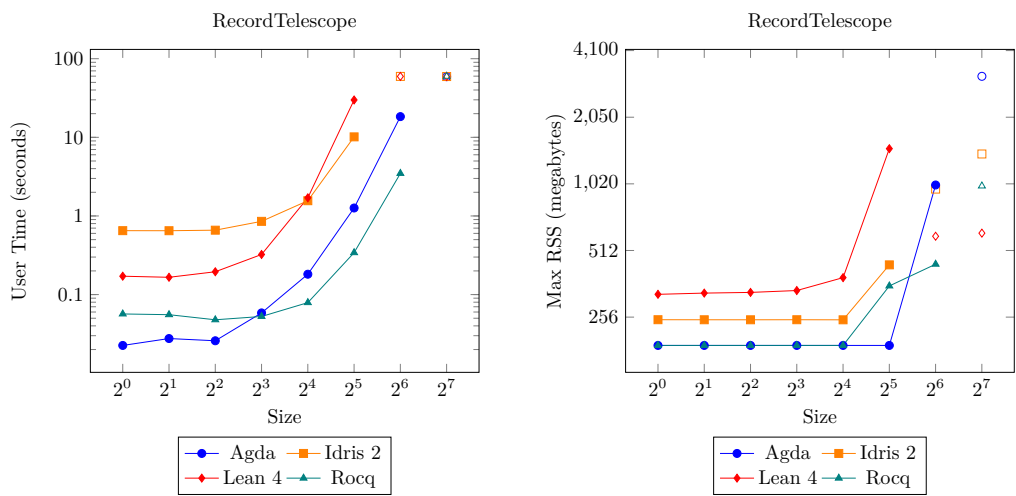 RecordTelescope
User Time (seconds)
100
10
1
0.1
2^0 2^1 2^2 2^3 2^4 2^5 2^6 2^7
Size
Agda Idris 2
Lean 4 Rocq
RecordTelescope
Max RSS (megabytes)
4,100
2,050
1,020
512
256
2^0 2^1 2^2 2^3 2^4 2^5 2^6 2^7
Size
Agda Idris 2
Lean 4 Rocq